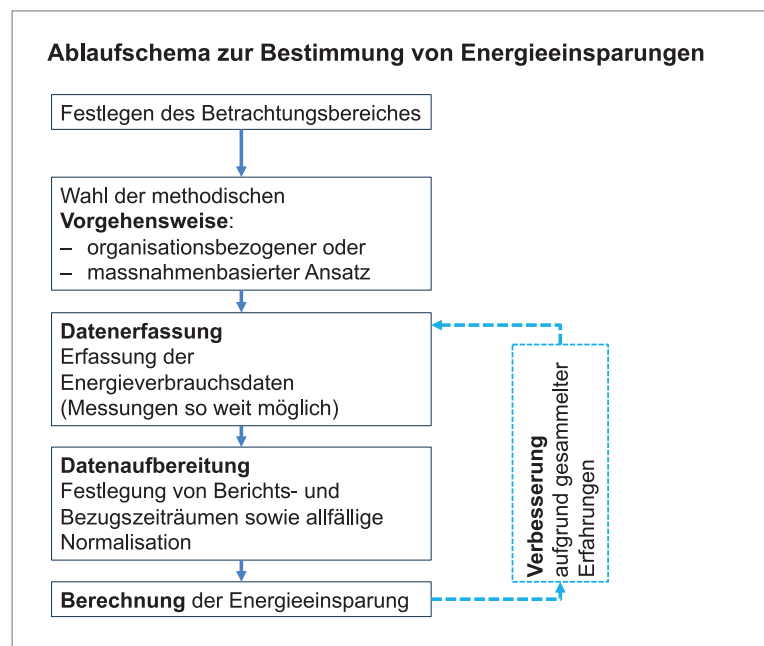 Ablaufschema zur Bestimmung von Energieeinsparungen
Festlegen des Betrachtungsbereiches
Wahl der methodischen
Vorgehensweise:
– organisationsbezogener oder
– massnahmenbasierter Ansatz
Datenerfassung
Erfassung der
Energieverbrauchsdaten
(Messungen so weit möglich)
Datenaufbereitung
Festlegung von Berichts- und
Bezugszeiträumen sowie allfällige
Normalisation
Berechnung der Energieeinsparung
Verbesserung
aufgrund gesammelter
Erfahrungen